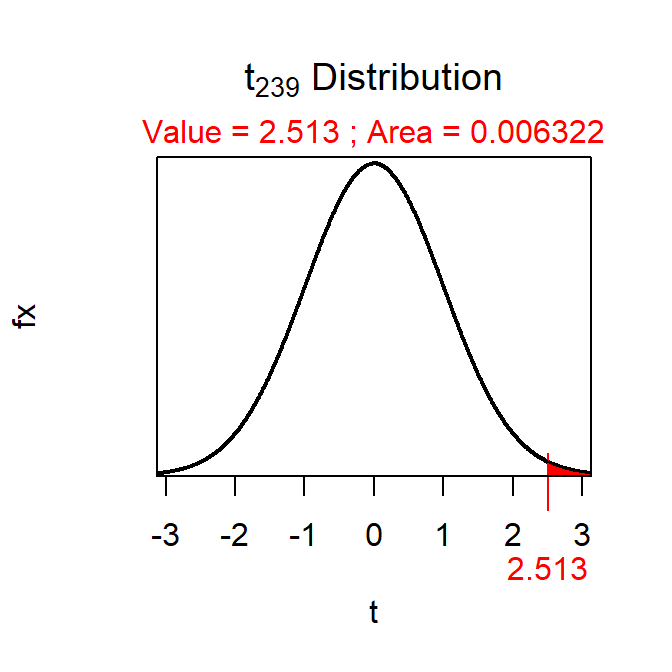 t₂₃₉ Distribution
Value = 2.513 ; Area = 0.006322
fx
-3 -2 -1 0 1 2 3
2.513
t